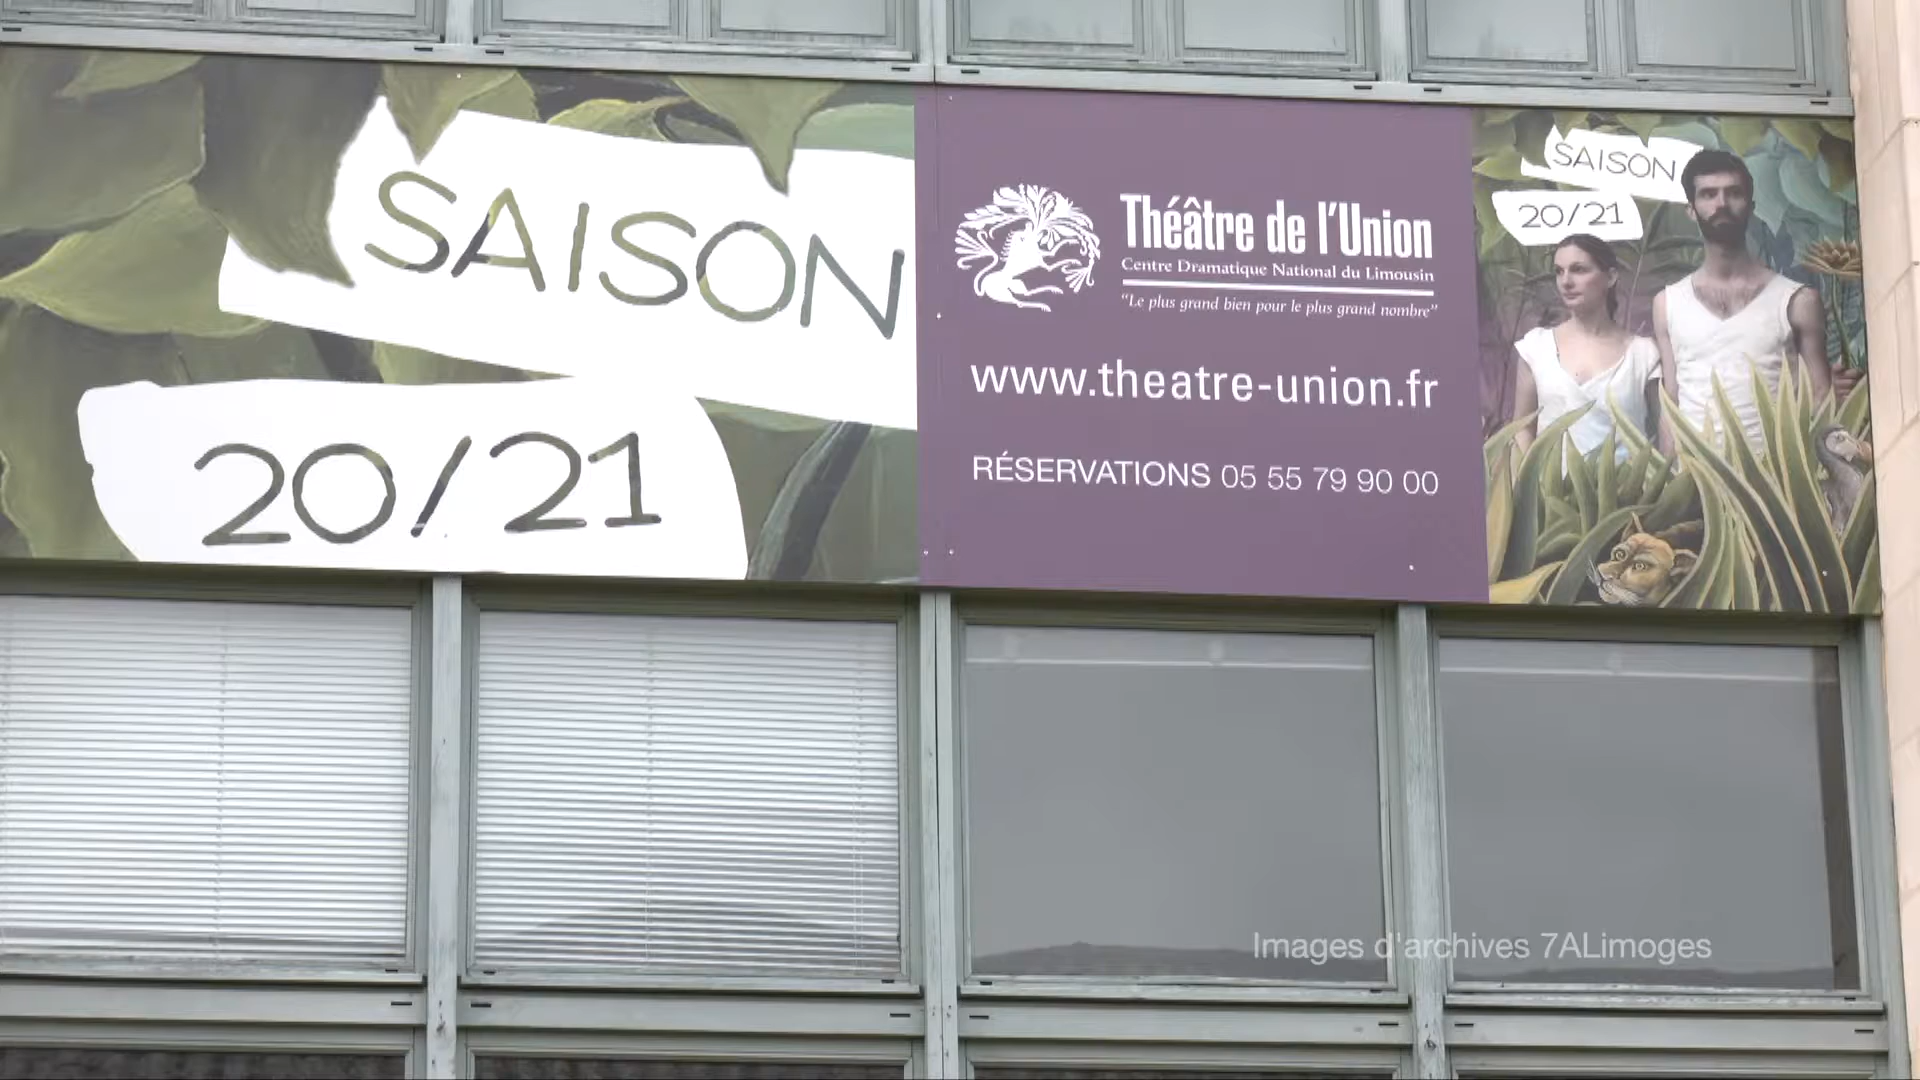 SAISON
20/21
Théâtre de l'Union
Centre Dramatique National du Limousin
"Le plus grand bien pour le plus grand nombre"
www.theatre-union.fr
RÉSERVATIONS 05 55 79 90 00
SAISON
20/21
Images d'archives 7ALimoges